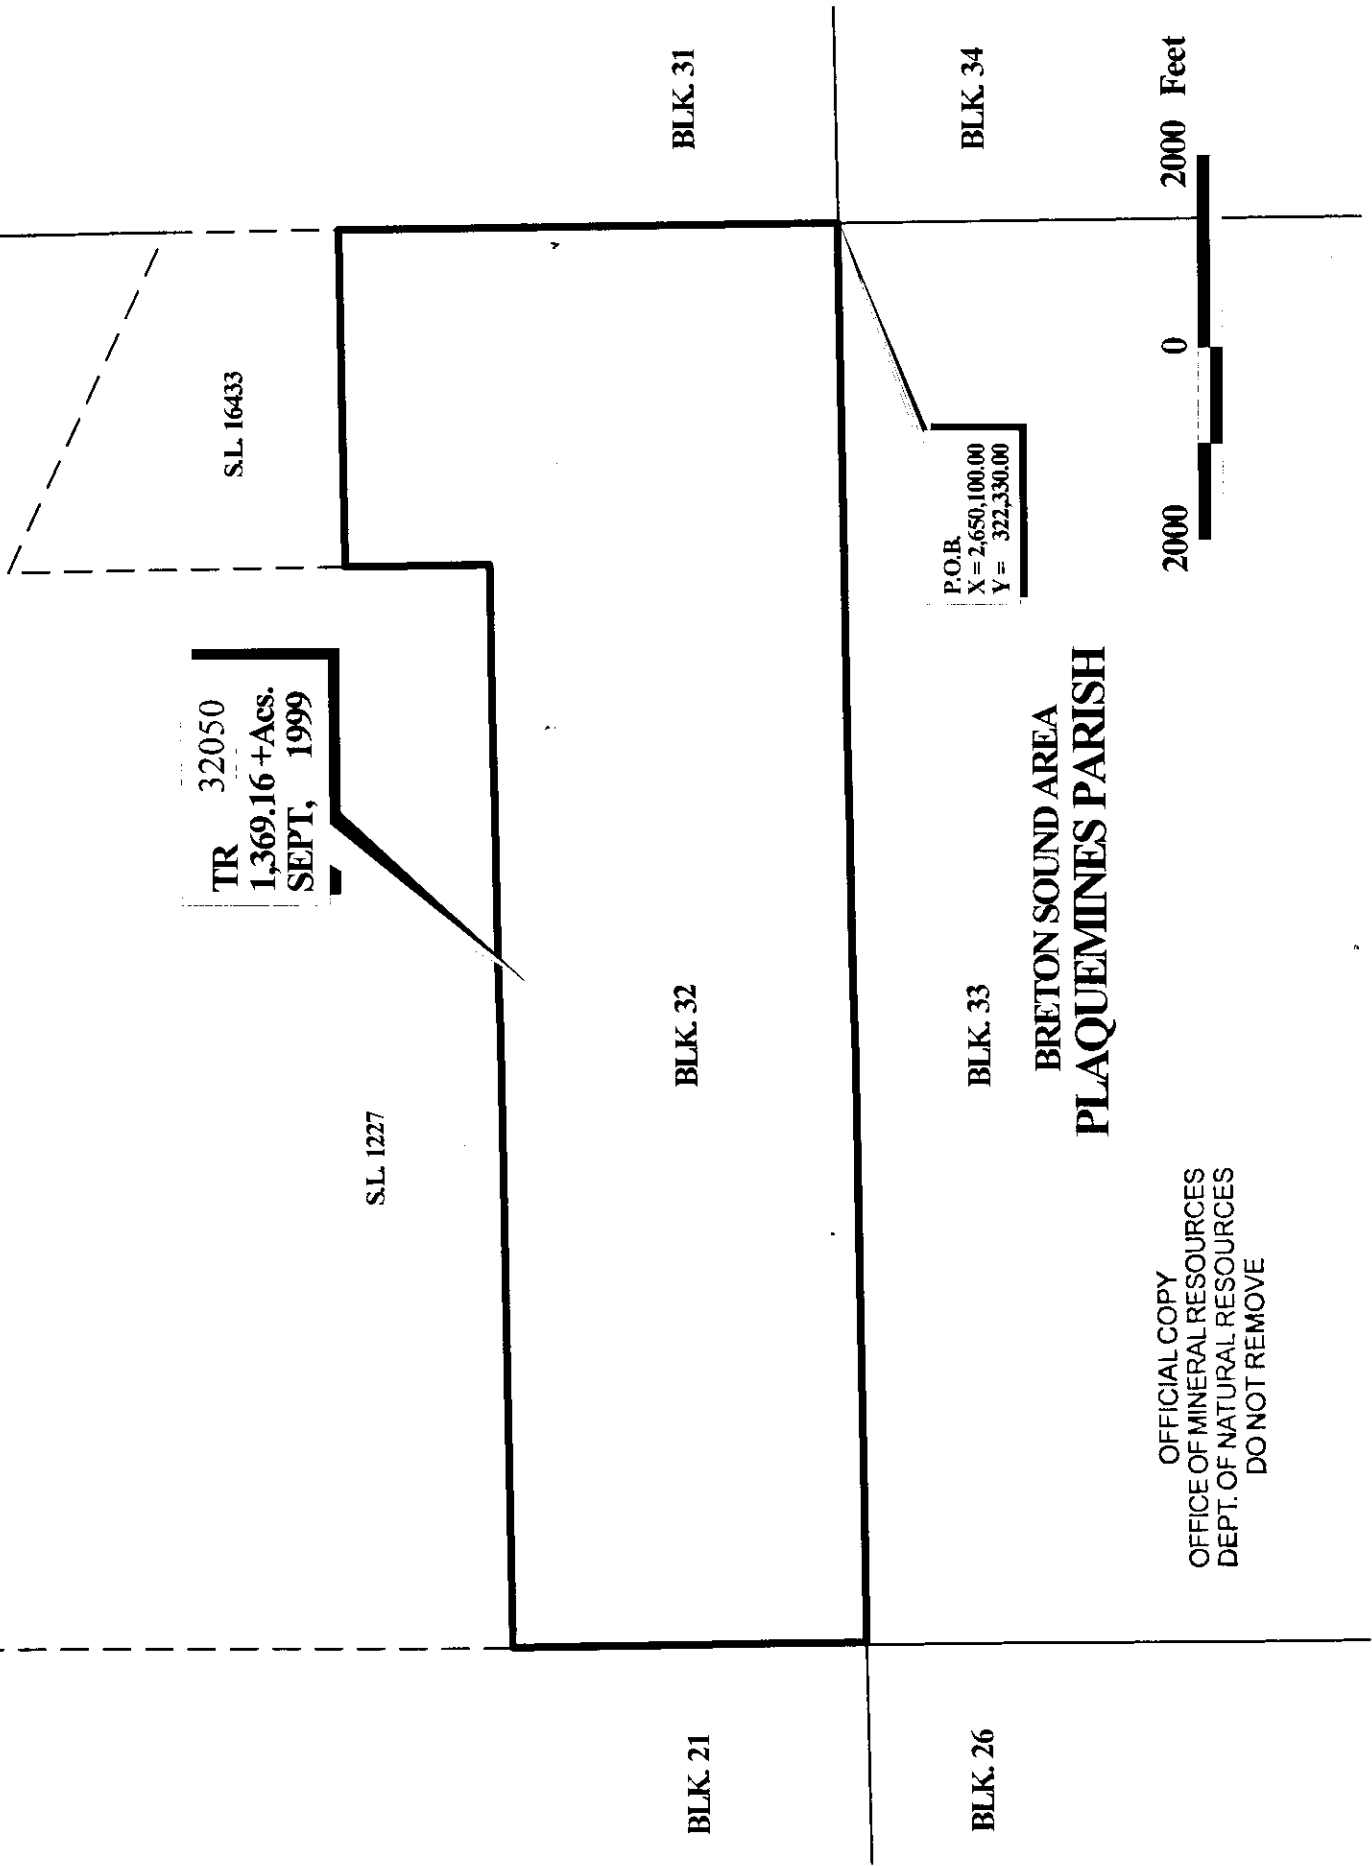 S.L. 16433
TR 32050
1,369.16 +Acs.
SEPT, 1999
S.L. 1227
BLK. 21
BLK. 32
BLK. 31
BLK. 26
BLK. 33
BLK. 34
P.O.B.
X = 2,650,100.00
Y = 322,330.00
BRETON SOUND AREA
PLAQUEMINES PARISH
2000 0 2000 Feet
OFFICIAL COPY
OFFICE OF MINERAL RESOURCES
DEPT. OF NATURAL RESOURCES
DO NOT REMOVE